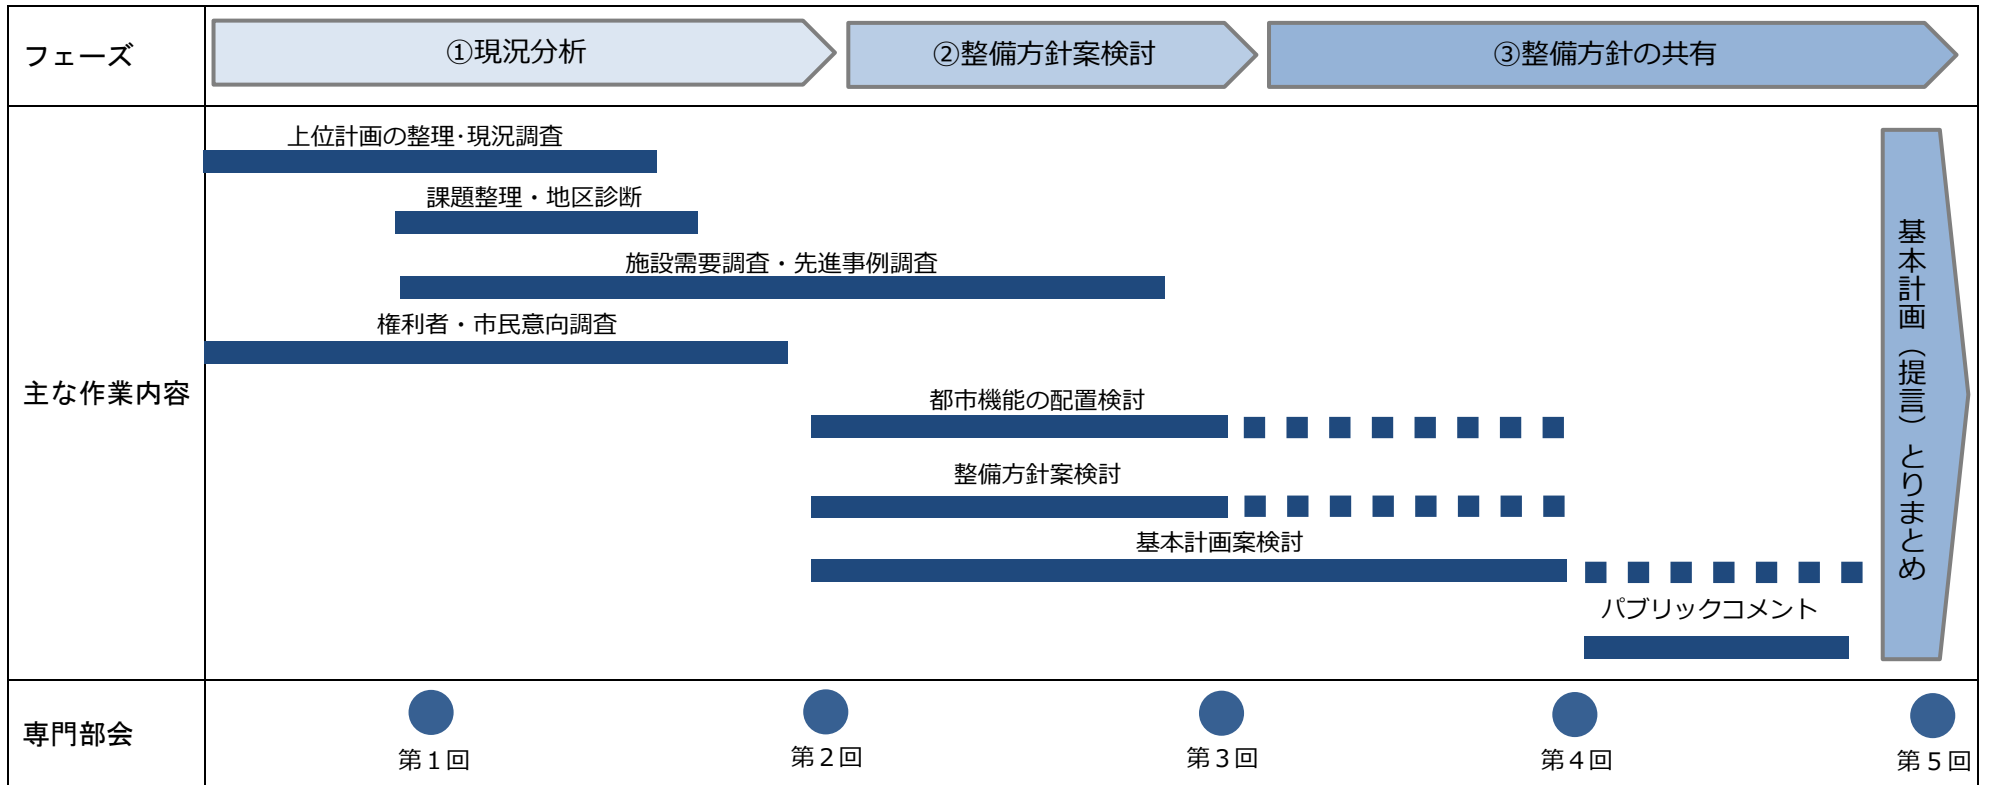 フェーズ
①現況分析
②整備方針案検討
③整備方針の共有
主な作業内容
上位計画の整理･現況調査
課題整理・地区診断
施設需要調査・先進事例調査
権利者・市民意向調査
都市機能の配置検討
整備方針案検討
基本計画案検討
パブリックコメント
基本計画（提言）とりまとめ
専門部会
第１回
第２回
第３回
第４回
第５回